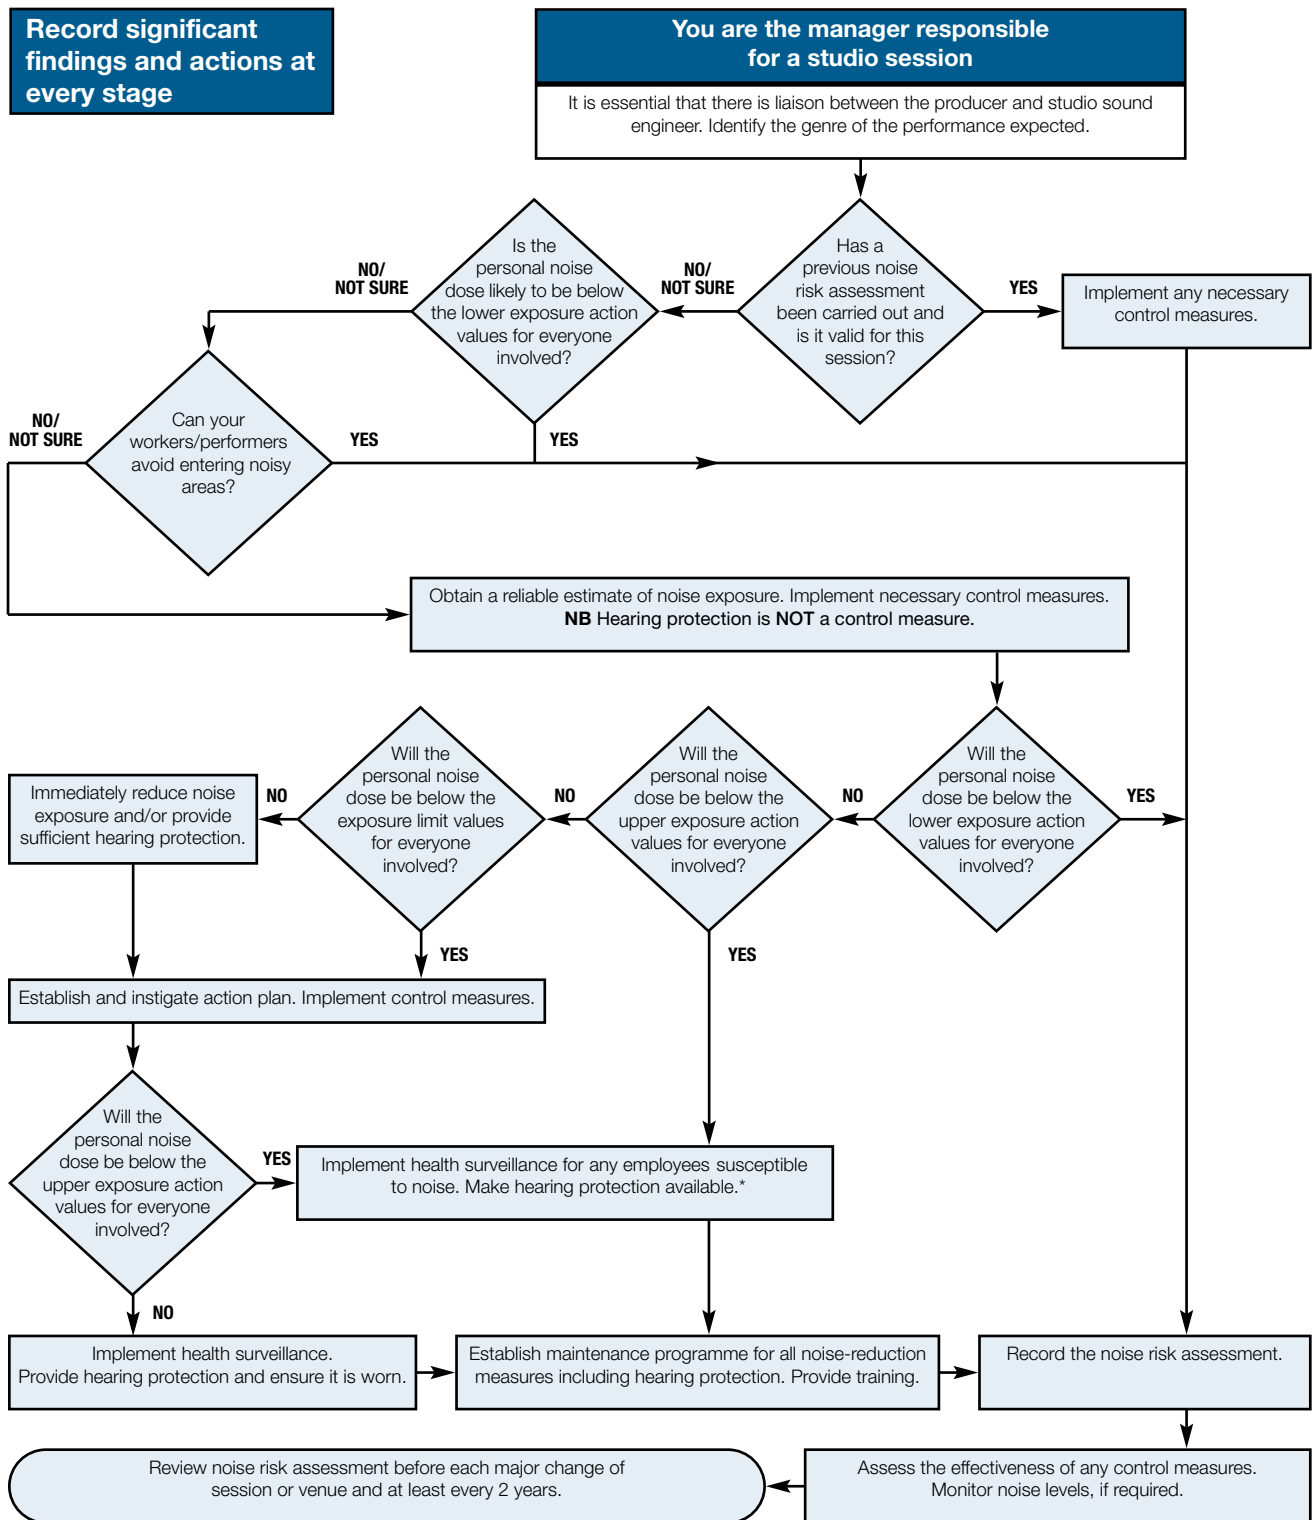 Record significant
findings and actions at
every stage
You are the manager responsible
for a studio session
It is essential that there is liaison between the producer and studio sound
engineer. Identify the genre of the performance expected.
Has a
previous noise
risk assessment
been carried out and
is it valid for this
session?
NO/
NOT SURE
YES
Implement any necessary
control measures.
Is the
personal noise
dose likely to be below
the lower exposure action
values for everyone
involved?
NO/
NOT SURE
YES
Can your
workers/performers
avoid entering noisy
areas?
NO/
NOT SURE
YES
Obtain a reliable estimate of noise exposure. Implement necessary control measures.
NB Hearing protection is NOT a control measure.
Will the
personal noise
dose be below the
lower exposure action
values for everyone
involved?
YES
NO
Will the
personal noise
dose be below the
upper exposure action
values for everyone
involved?
NO
YES
Will the
personal noise
dose be below the
exposure limit values
for everyone
involved?
NO
YES
Immediately reduce noise
exposure and/or provide
sufficient hearing protection.
Establish and instigate action plan. Implement control measures.
Will the
personal noise
dose be below the
upper exposure action
values for everyone
involved?
YES
NO
Implement health surveillance for any employees susceptible
to noise. Make hearing protection available.*
Implement health surveillance.
Provide hearing protection and ensure it is worn.
Establish maintenance programme for all noise-reduction
measures including hearing protection. Provide training.
Record the noise risk assessment.
Assess the effectiveness of any control measures.
Monitor noise levels, if required.
Review noise risk assessment before each major change of
session or venue and at least every 2 years.